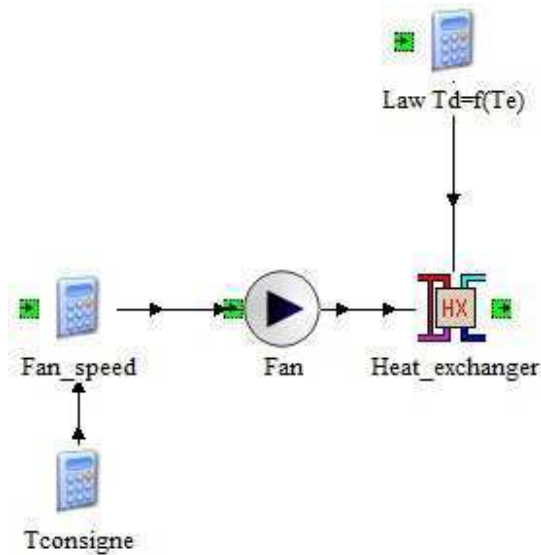 Law Td=f(Te)
HX
Fan_speed
Fan
Heat_exchanger
Tconsigne